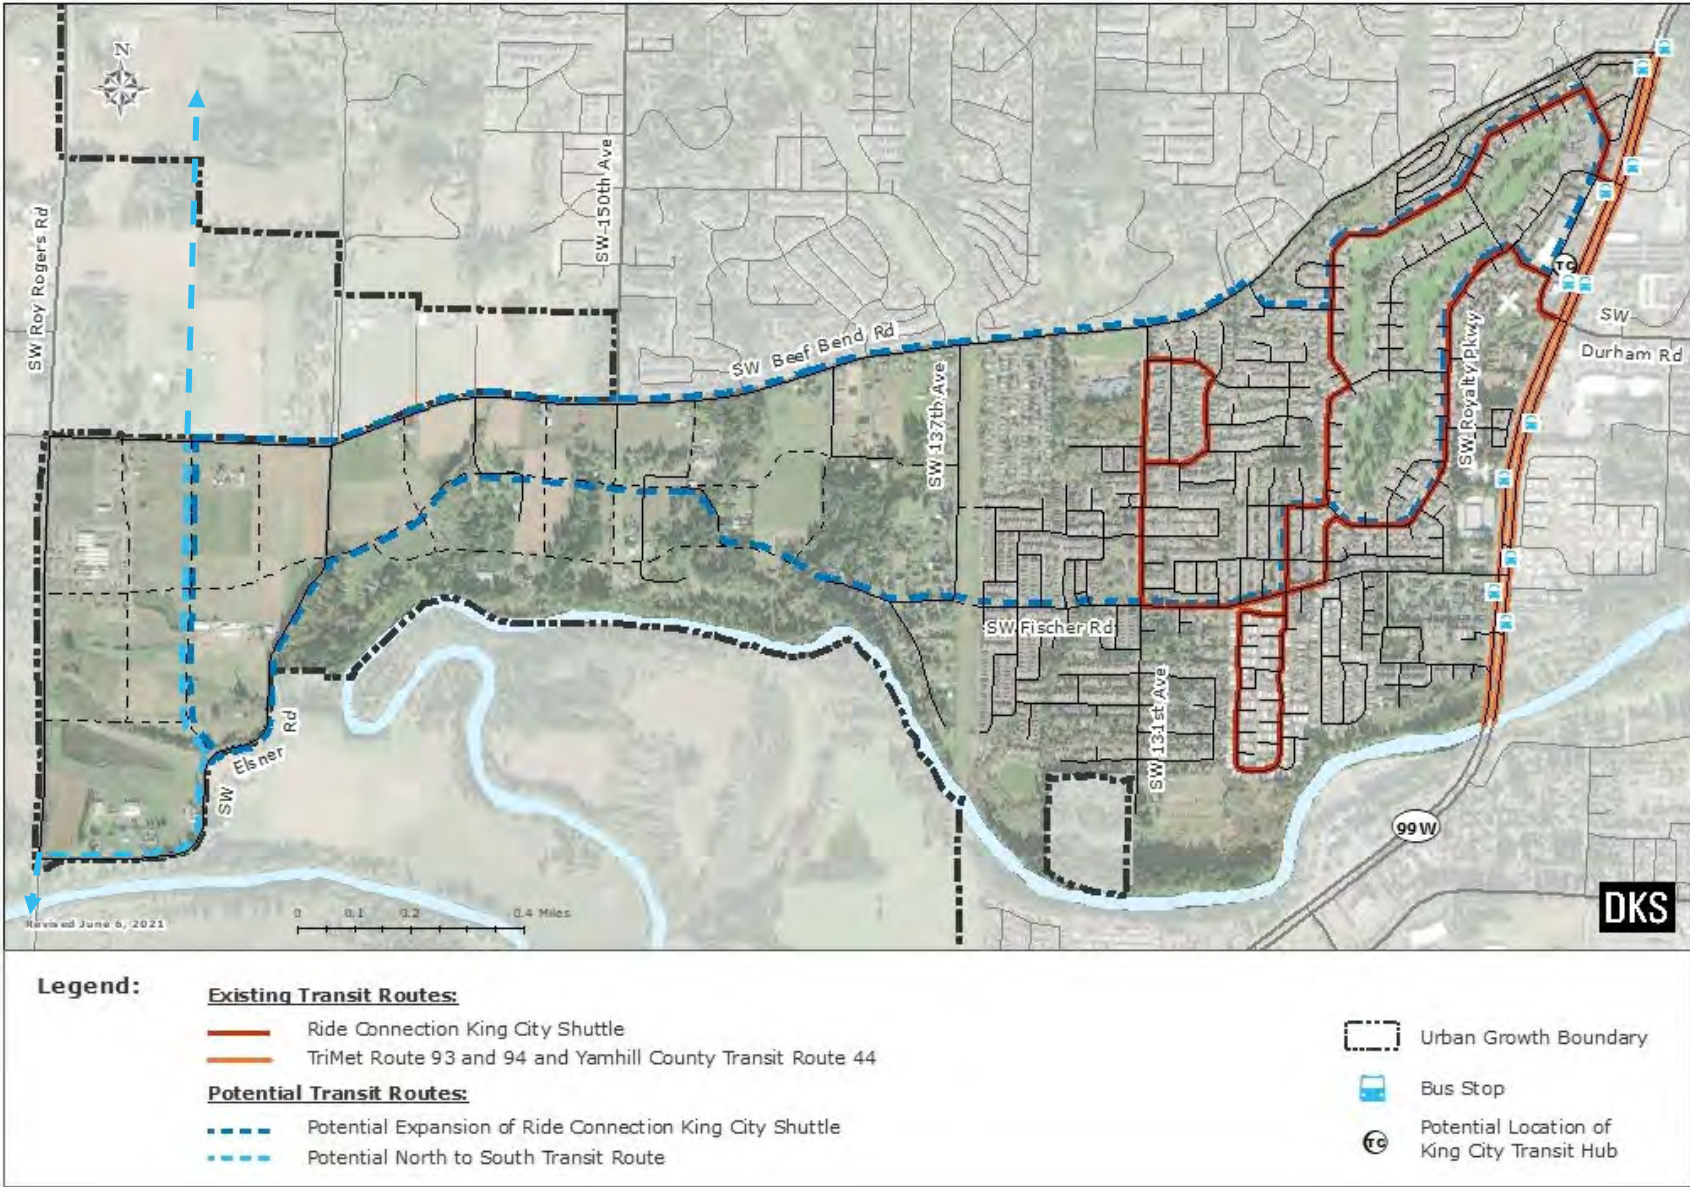 N
SW Roy Rogers Rd
SW 150th Ave
SW Beef Bend Rd
SW 137th Ave
SW Royalty Pkwy
TC
SW
Durham Rd
SW Fischer Rd
SW 131st Ave
SW Elsner Rd
99W
Revised June 6, 2021
0 0.1 0.2 0.4 Miles
DKS
Legend:
Existing Transit Routes:
Ride Connection King City Shuttle
TriMet Route 93 and 94 and Yamhill County Transit Route 44
Potential Transit Routes:
Potential Expansion of Ride Connection King City Shuttle
Potential North to South Transit Route
Urban Growth Boundary
Bus Stop
TC
Potential Location of
King City Transit Hub